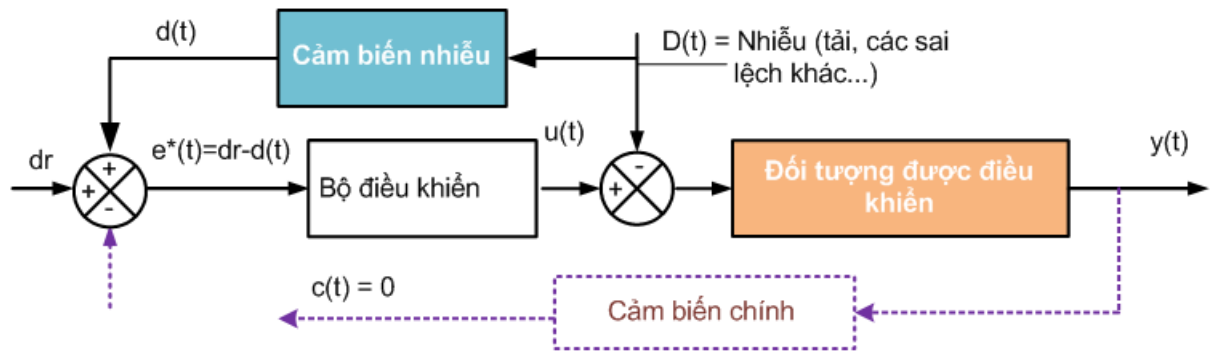 d(t)
Cảm biến nhiễu
D(t) = Nhiễu (tải, các sai
lệch khác...)
dr
+
+
-
e*(t)=dr-d(t)
Bộ điều khiển
u(t)
-
+
Đối tượng được điều
khiển
y(t)
c(t) = 0
Cảm biến chính